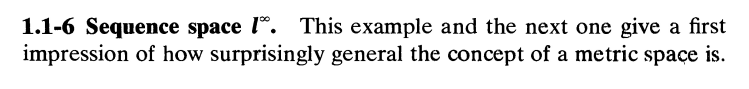 1.1-6 Sequence space l^∞. This example and the next one give a first
impression of how surprisingly general the concept of a metric space is.